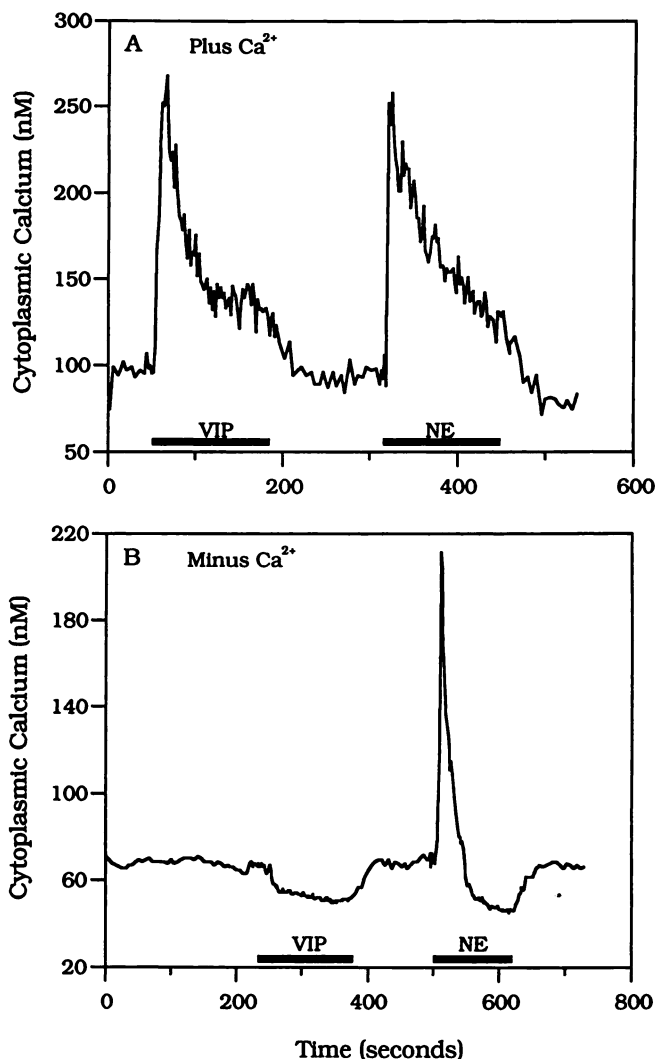 300
A Plus Ca²⁺
250
200
150
100
VIP NE
50
0 200 400 600
Cytoplasmic Calcium (nM)
220
B Minus Ca²⁺
180
140
100
60
VIP NE
20
0 200 400 600 800
Cytoplasmic Calcium (nM)
Time (seconds)